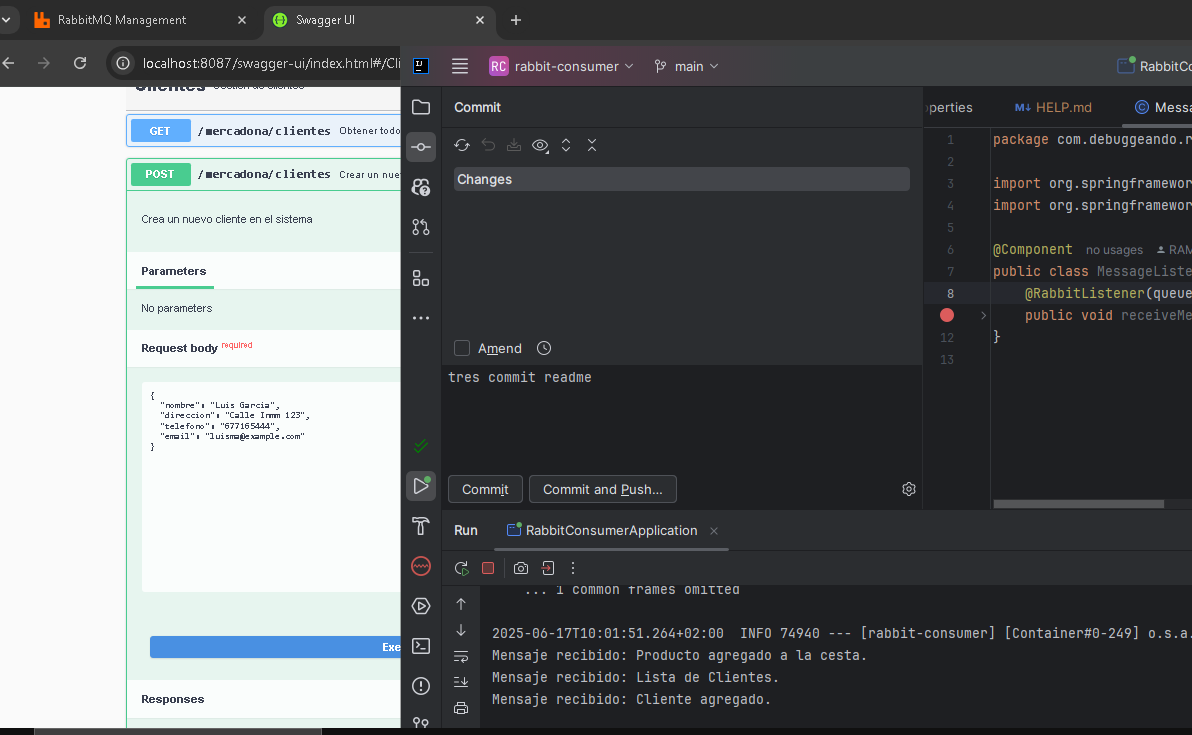 RabbitMQ Management
Swagger UI
localhost:8087/swagger-ui/index.html#/Cli
Clientes Gestión de clientes
GET /mercadona/clientes Obtener todo
POST /mercadona/clientes Crear un nue
Crea un nuevo cliente en el sistema
Parameters
No parameters
Request body required
{
"nombre": "Luis Garcia",
"direccion": "Calle Immm 123",
"telefono": "677165444",
"email": "luisma@example.com"
}
Exe
Responses
IJ
RC rabbit-consumer
main
RabbitCo
Commit
Changes
Amend
tres commit readme
Commit
Commit and Push...
perties
M↓ HELP.md
© Messa
1 package com.debuggeando.r
2
3 import org.springframewor
4 import org.springframewor
5
6 @Component no usages RAM
7 public class MessageListe
8 @RabbitListener(queue
public void receiveMe
12 }
13
Run
RabbitConsumerApplication
... 1 common frames omitted
2025-06-17T10:01:51.264+02:00 INFO 74940 --- [rabbit-consumer] [Container#0-249] o.s.a.
Mensaje recibido: Producto agregado a la cesta.
Mensaje recibido: Lista de Clientes.
Mensaje recibido: Cliente agregado.